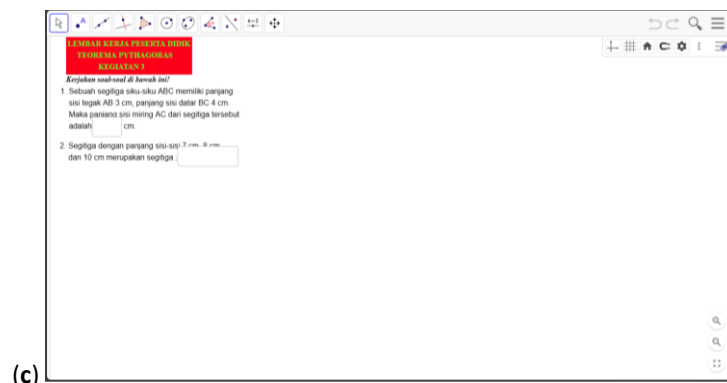 LEMBAR KERJA PESERTA DIDIK
TEOREMA PYTHAGORAS
KEGIATAN 3
Kerjakan soal-soal di bawah ini!
1. Sebuah segitiga siku-siku ABC memiliki panjang
sisi tegak AB 3 cm, panjang sisi datar BC 4 cm.
Maka panjang sisi miring AC dari segitiga tersebut
adalah cm.
2. Segitiga dengan panjang sisi-sisi 7 cm, 8 cm
dan 10 cm merupakan segitiga :
(c)